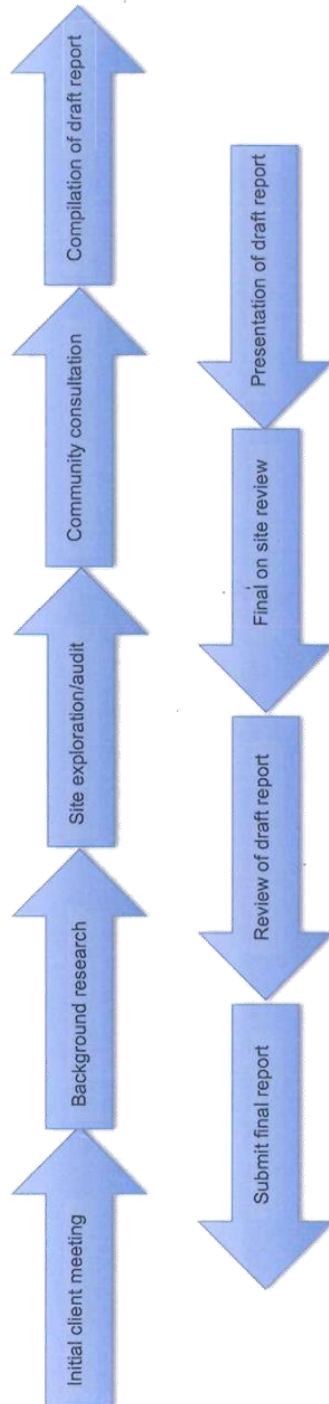 Initial client meeting
Background research
Site exploration/audit
Community consultation
Compilation of draft report
Presentation of draft report
Final on site review
Review of draft report
Submit final report